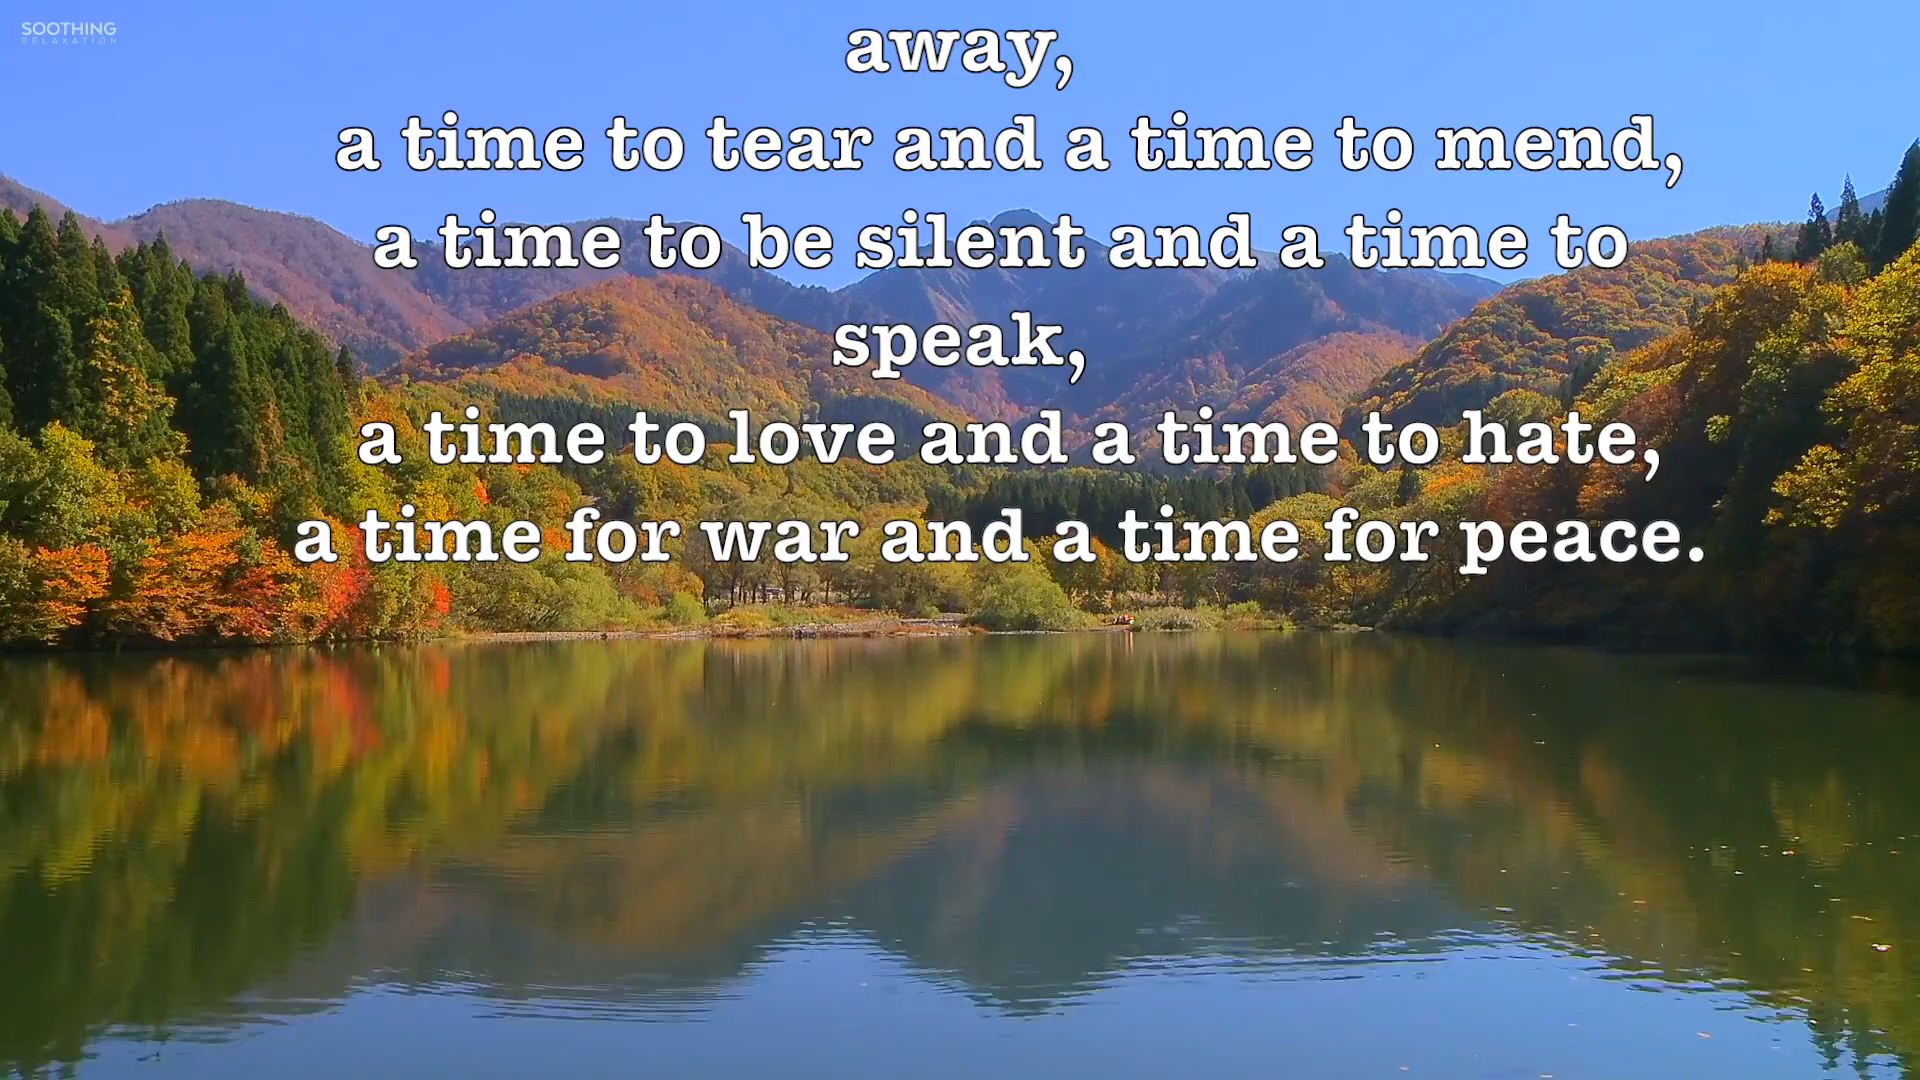 SOOTHING
RELAXATION
away,
a time to tear and a time to mend,
a time to be silent and a time to
speak,
a time to love and a time to hate,
a time for war and a time for peace.